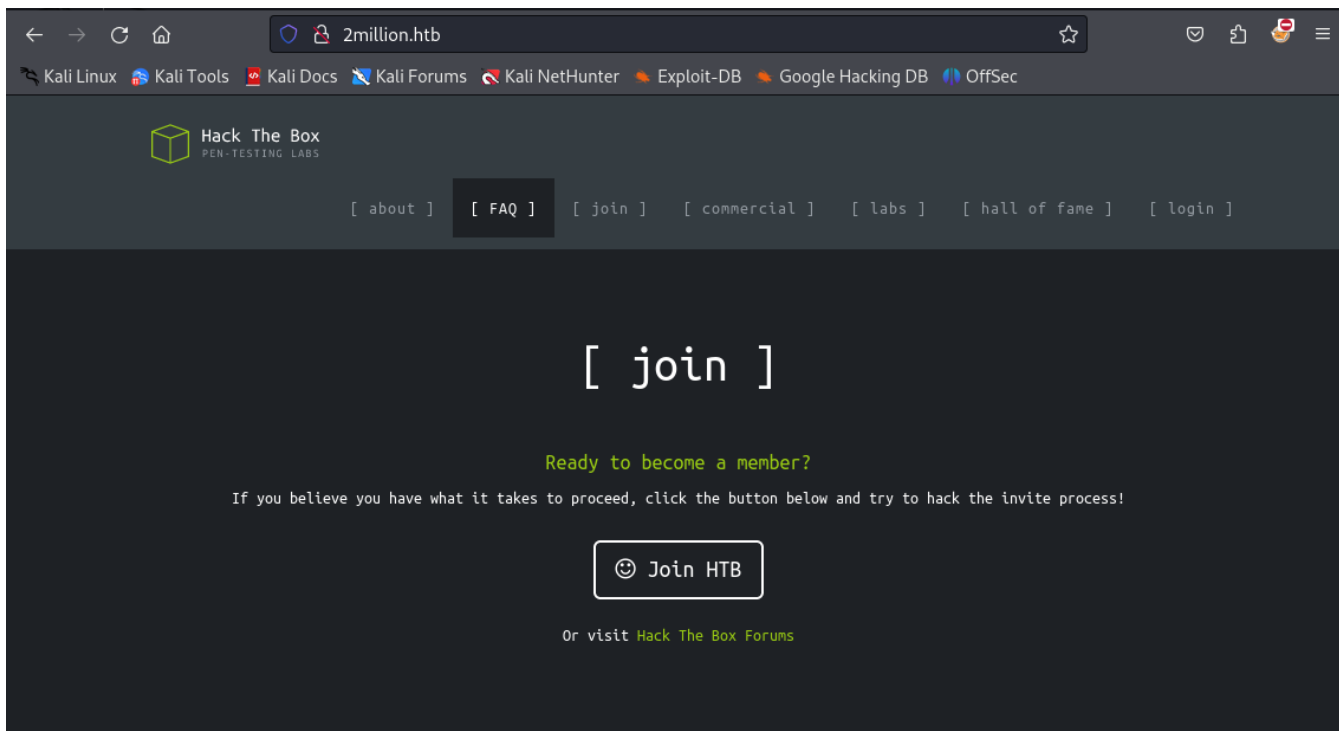 2million.htb
Kali Linux Kali Tools Kali Docs Kali Forums Kali NetHunter Exploit-DB Google Hacking DB OffSec
Hack The Box
PEN-TESTING LABS
[ about ] [ FAQ ] [ join ] [ commercial ] [ labs ] [ hall of fame ] [ login ]
[ join ]
Ready to become a member?
If you believe you have what it takes to proceed, click the button below and try to hack the invite process!
Join HTB
Or visit Hack The Box Forums